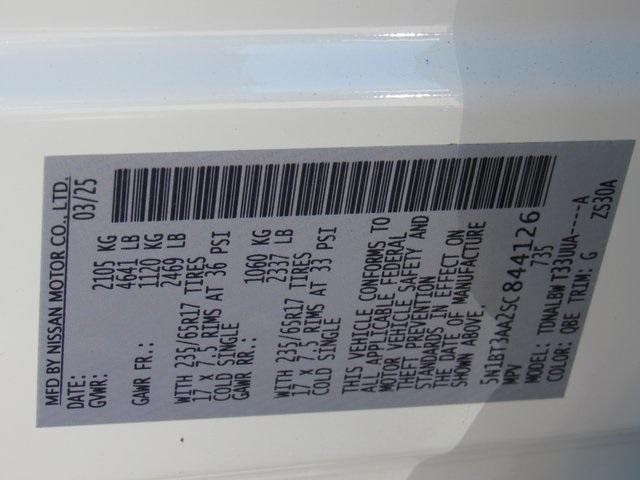 MFD BY NISSAN MOTOR CO., LTD.
DATE: 03/25
GVWR: 2105 KG
4641 LB
GAWR FR.: 1120 KG
2469 LB
WITH 235/65R17 TIRES
17 X 7.5 RIMS AT 36 PSI
COLD SINGLE
GAWR RR.: 1060 KG
2337 LB
WITH 235/65R17 TIRES
17 X 7.5 RIMS AT 33 PSI
COLD SINGLE
THIS VEHICLE CONFORMS TO
ALL APPLICABLE FEDERAL
MOTOR VEHICLE SAFETY AND
THEFT PREVENTION
STANDARDS IN EFFECT ON
THE DATE OF MANUFACTURE
SHOWN ABOVE.
5N1BT3AA2SC844126
MPV 735
MODEL: TDNALBW T33UUA----A
COLOR: QBE TRIM: G ZS30A